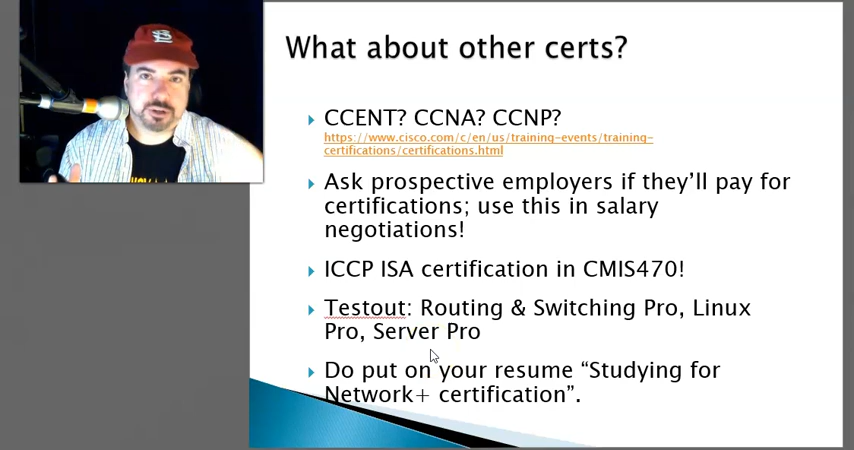 What about other certs?
CCENT? CCNA? CCNP?
https://www.cisco.com/c/en/us/training-events/training-
certifications/certifications.html
Ask prospective employers if they'll pay for
certifications; use this in salary
negotiations!
ICCP ISA certification in CMIS470!
Testout: Routing & Switching Pro, Linux
Pro, Server Pro
Do put on your resume “Studying for
Network+ certification”.